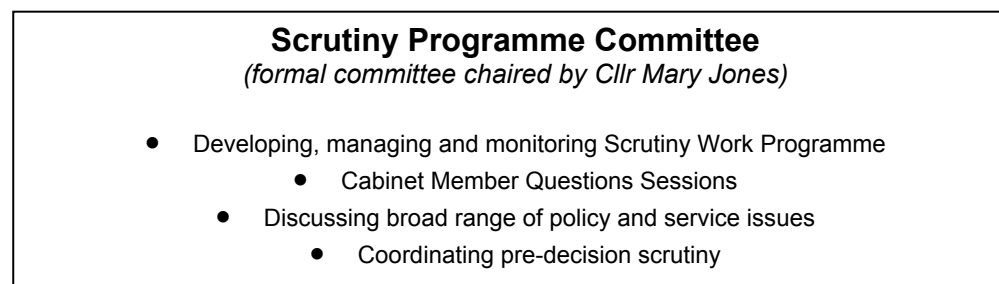 Scrutiny Programme Committee
(formal committee chaired by Cllr Mary Jones)
● Developing, managing and monitoring Scrutiny Work Programme
● Cabinet Member Questions Sessions
● Discussing broad range of policy and service issues
● Coordinating pre-decision scrutiny